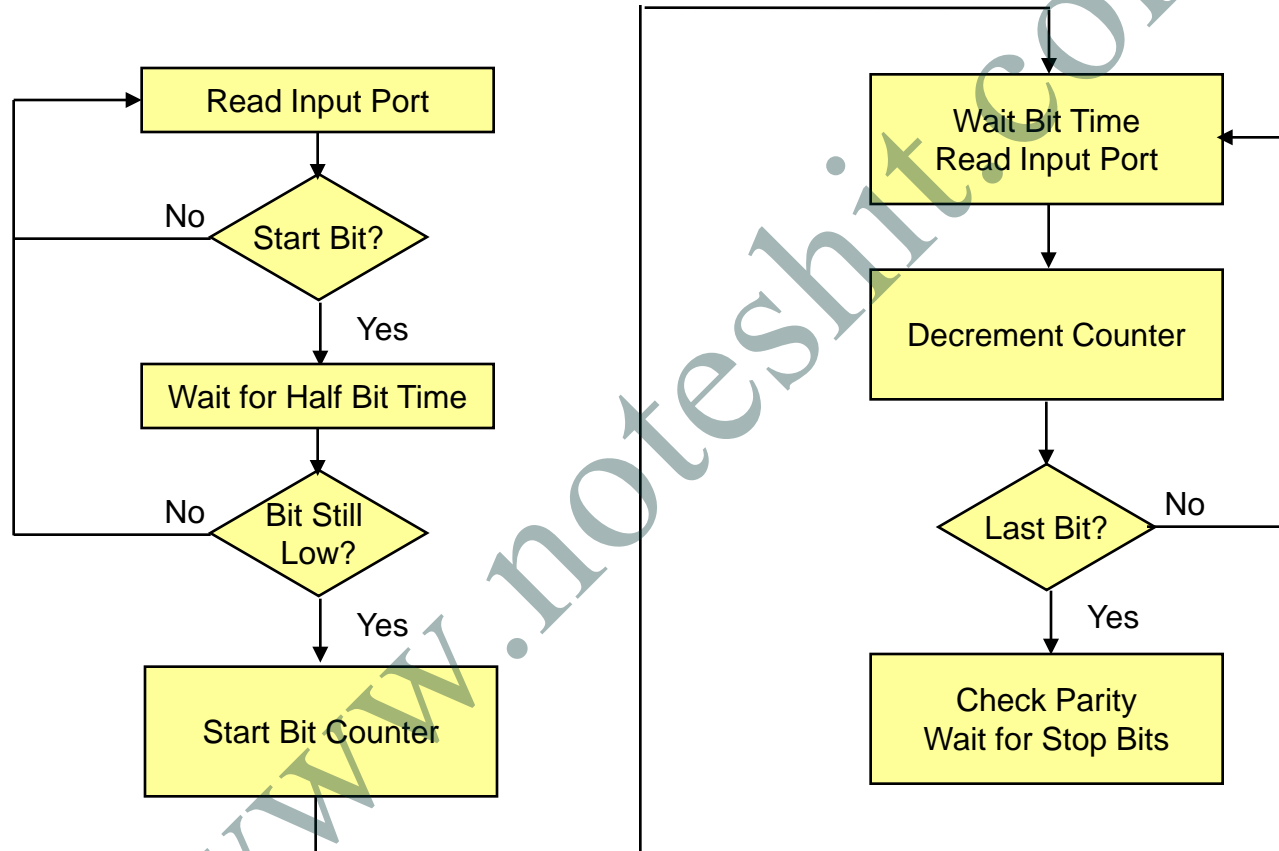 Read Input Port
No
Start Bit?
Yes
Wait for Half Bit Time
No
Bit Still
Low?
Yes
Start Bit Counter
Wait Bit Time
Read Input Port
Decrement Counter
Last Bit?
No
Yes
Check Parity
Wait for Stop Bits
www.noteshit.com